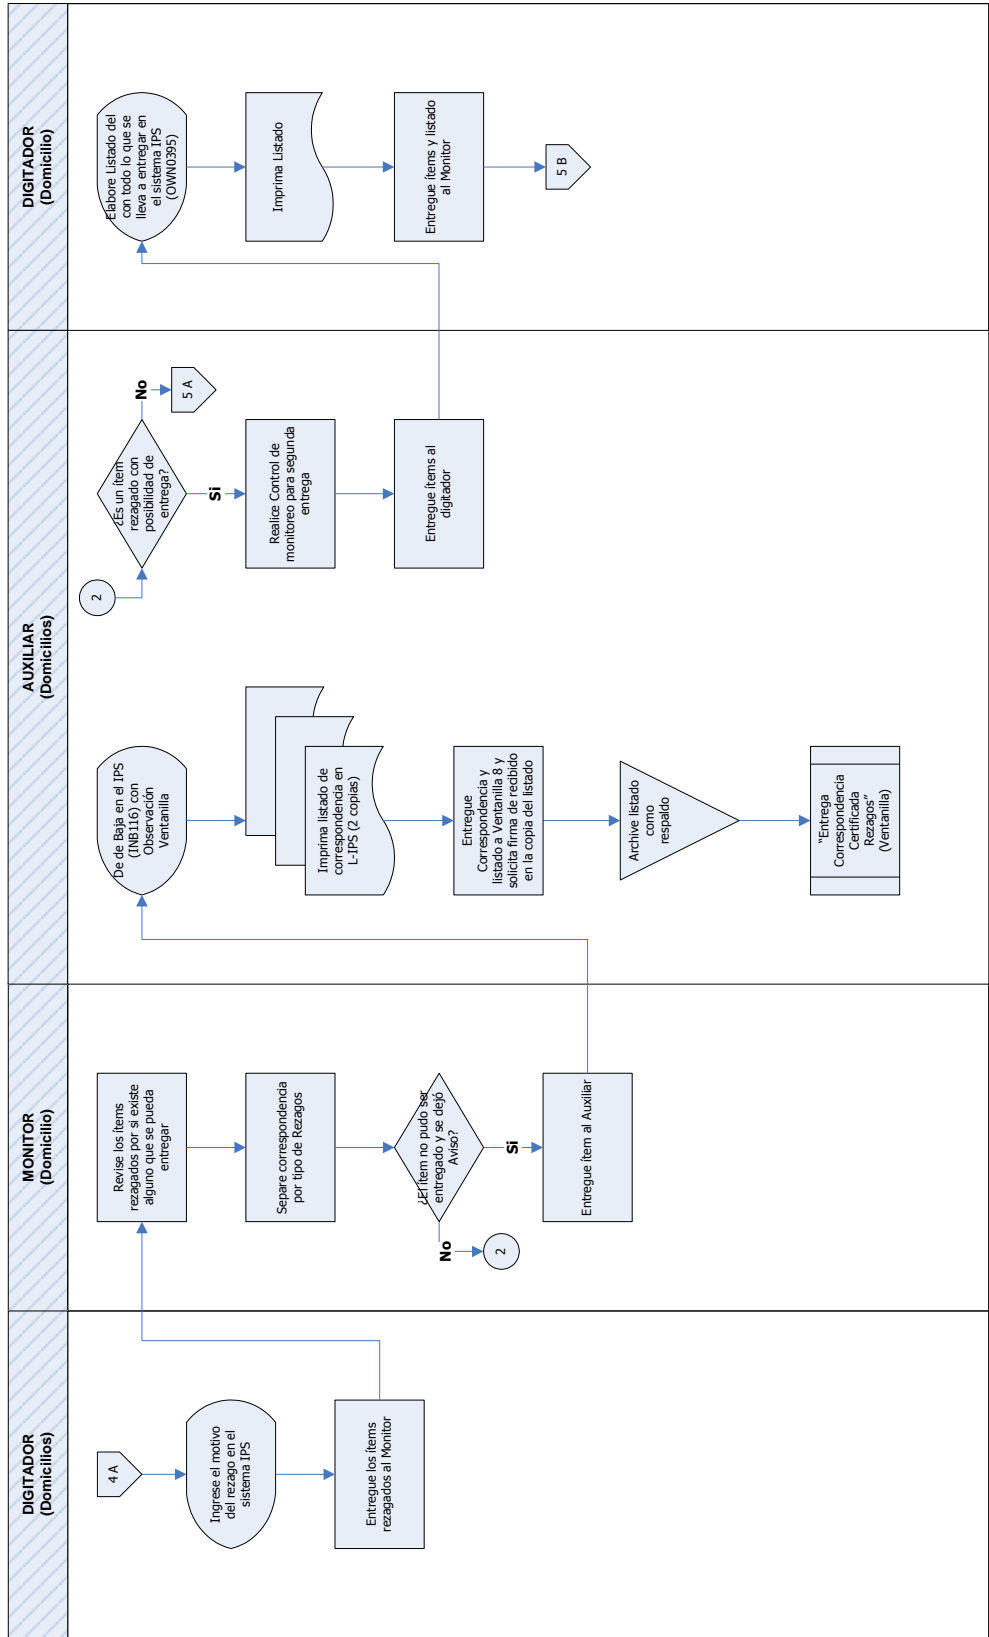 DIGITADOR
(Domicilios)
4 A
Ingrese el motivo
del rezago en el
sistema IPS
Entregue los ítems
rezagados al Monitor
MONITOR
(Domicilio)
Revise los ítems
rezagados por si existe
alguno que se pueda
entregar
Separe correspondencia
por tipo de Rezagos
¿El ítem no pudo ser
entregado y se dejó
Aviso?
No
2
Si
Entregue ítem al Auxiliar
AUXILIAR
(Domicilios)
De de Baja en el IPS
(INB116) con
Observación
Ventanilla
Imprima listado de
correspondencia en
L-IPS (2 copias)
Entregue
Correspondencia y
listado a Ventanilla 8 y
solicita firma de recibido
en la copia del listado
Archive listado
como
respaldo
“Entrega
Correspondencia
Certificada
Rezagos”
(Ventanilla)
2
¿Es un ítem
rezagado con
posibilidad de
entrega?
No
5 A
Si
Realice Control de
monitoreo para segunda
entrega
Entregue ítems al
digitador
DIGITADOR
(Domicilio)
Elabore Listado del
con todo lo que se
lleva a entregar en
el sistema IPS
(OWN0395)
Imprima Listado
Entregue ítems y listado
al Monitor
5 B